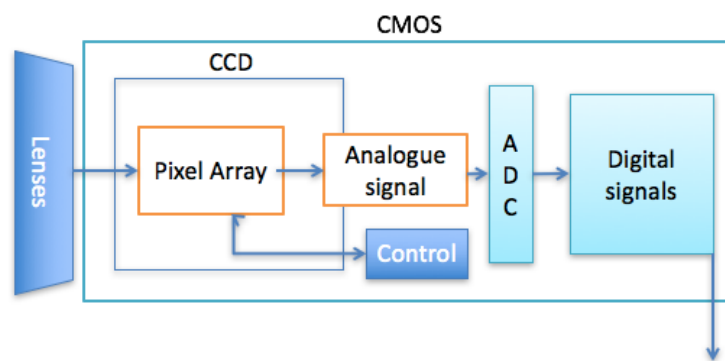 CMOS
CCD
Lenses
Pixel Array
Analogue
signal
A
D
C
Digital
signals
Control